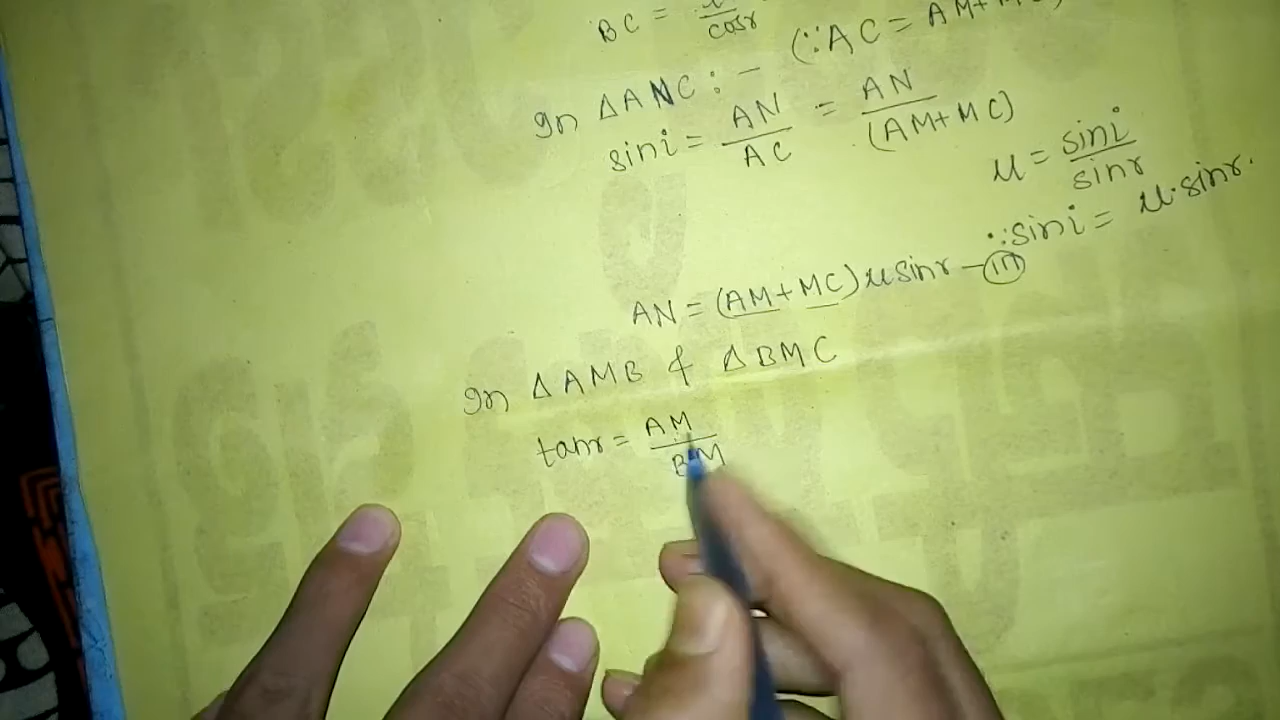 BC = x/cosr
(∵AC = AM+MC)
In ΔANC :-
sini = AN/AC = AN/(AM+MC)
μ = sini/sinr
∵sini = μ.sinr.
AN = (AM+MC)μsinr - (III)
In ΔAMB & ΔBMC
tanr = AM/BM